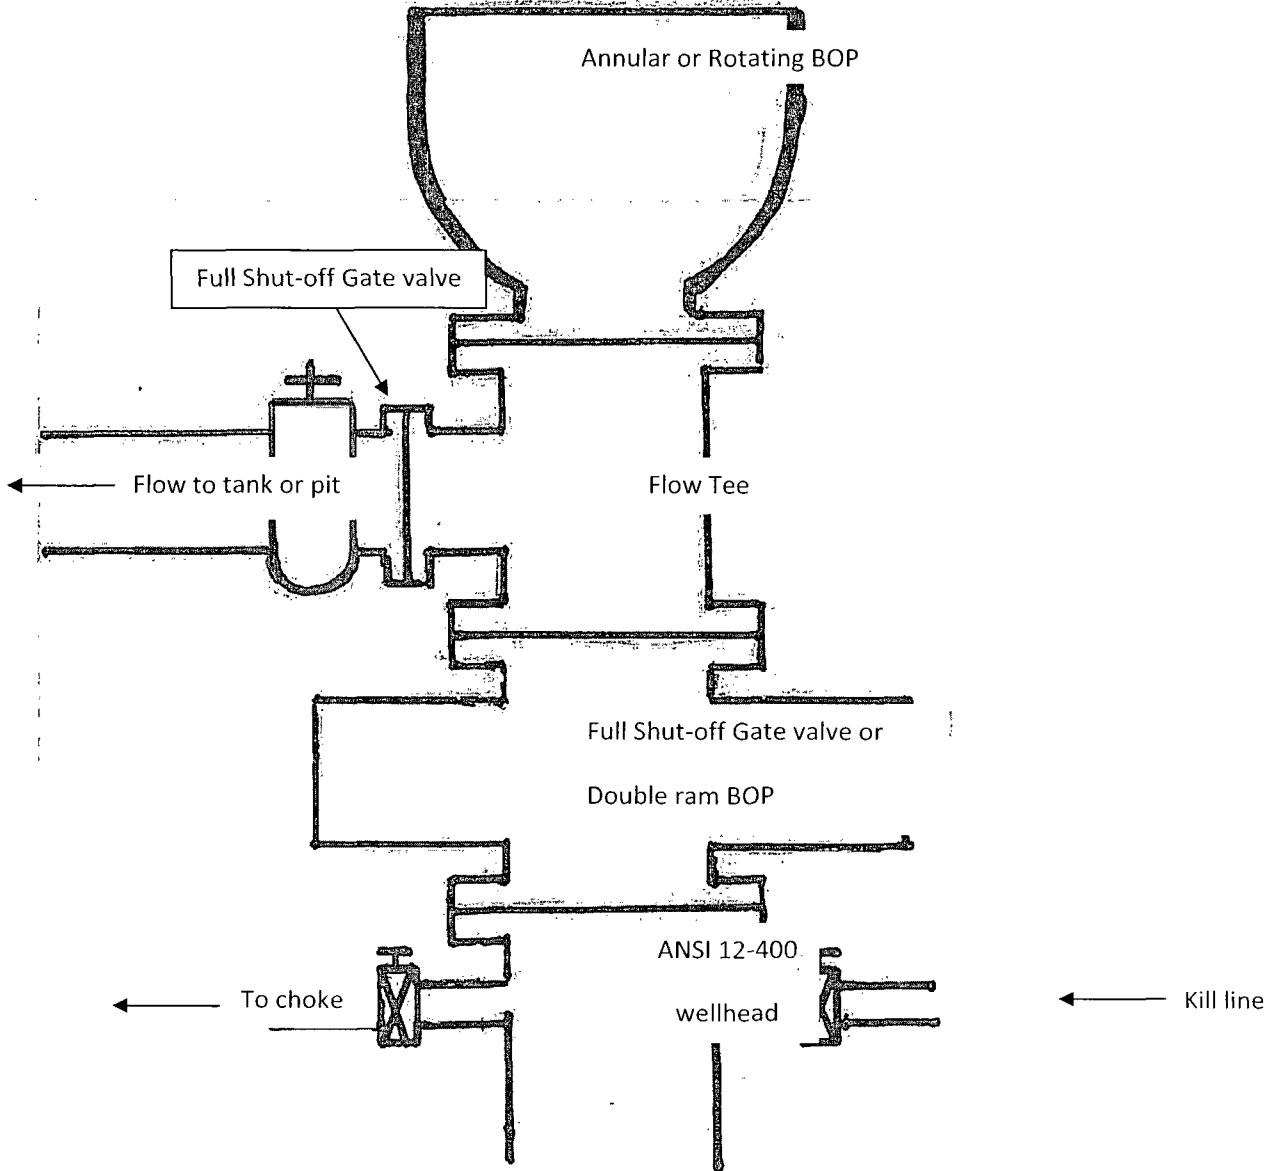 Annular or Rotating BOP
Full Shut-off Gate valve
Flow to tank or pit
Flow Tee
Full Shut-off Gate valve or
Double ram BOP
ANSI 12-400
wellhead
To choke
Kill line